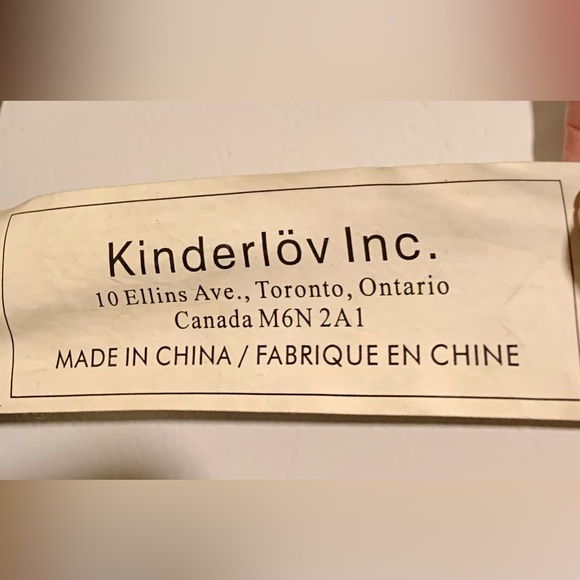 Kinderlöv Inc.
10 Ellins Ave., Toronto, Ontario
Canada M6N 2A1
MADE IN CHINA / FABRIQUE EN CHINE